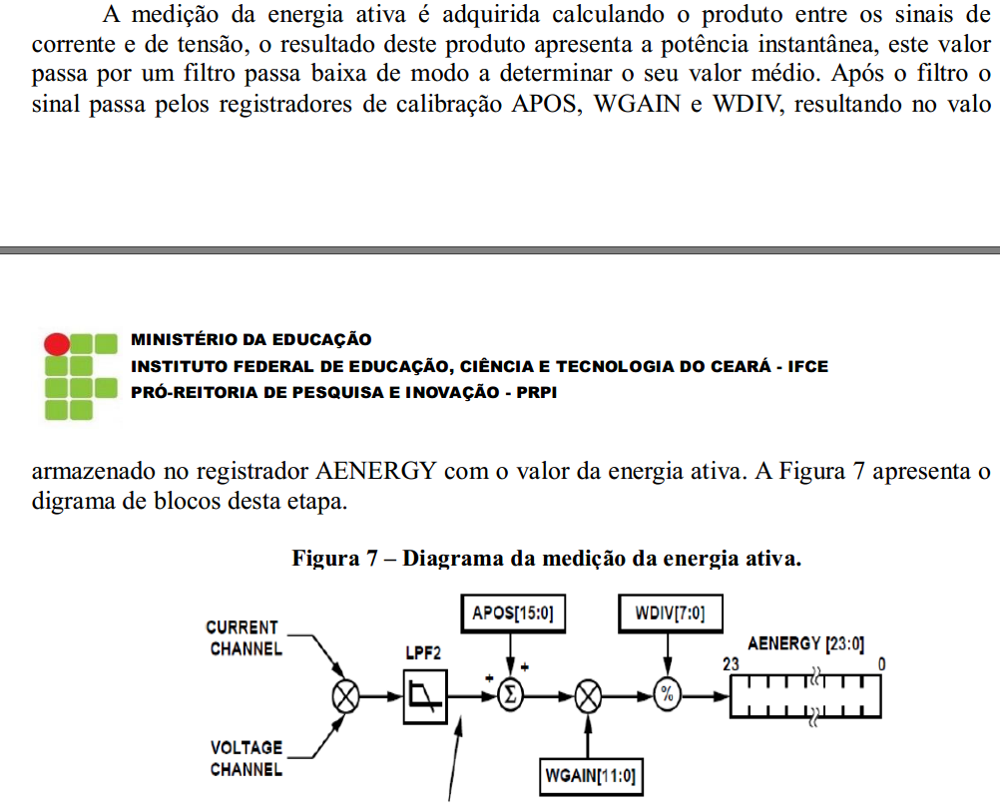 A medição da energia ativa é adquirida calculando o produto entre os sinais de
corrente e de tensão, o resultado deste produto apresenta a potência instantânea, este valor
passa por um filtro passa baixa de modo a determinar o seu valor médio. Após o filtro o
sinal passa pelos registradores de calibração APOS, WGAIN e WDIV, resultando no valo
MINISTÉRIO DA EDUCAÇÃO
INSTITUTO FEDERAL DE EDUCAÇÃO, CIÊNCIA E TECNOLOGIA DO CEARÁ - IFCE
PRÓ-REITORIA DE PESQUISA E INOVAÇÃO - PRPI
armazenado no registrador AENERGY com o valor da energia ativa. A Figura 7 apresenta o
digrama de blocos desta etapa.
Figura 7 – Diagrama da medição da energia ativa.
APOS[15:0]
WDIV[7:0]
CURRENT
CHANNEL
LPF2
AENERGY [23:0]
23
0
+
+
Σ
%
VOLTAGE
CHANNEL
WGAIN[11:0]